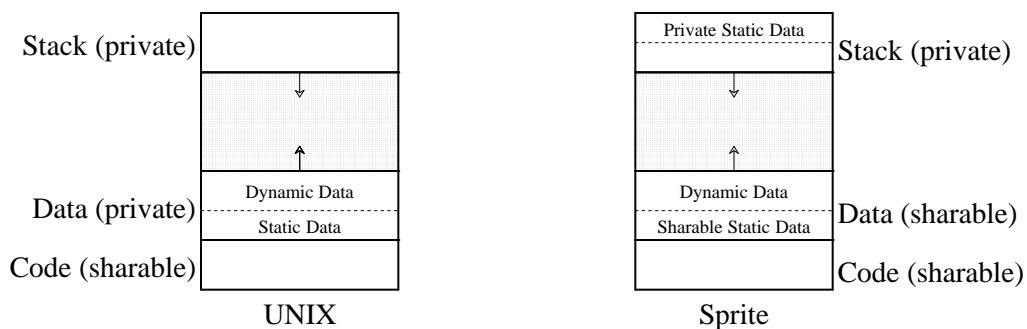 Stack (private)
Data (private)
Code (sharable)
Dynamic Data
Static Data
UNIX
Private Static Data
Dynamic Data
Sharable Static Data
Stack (private)
Data (sharable)
Code (sharable)
Sprite